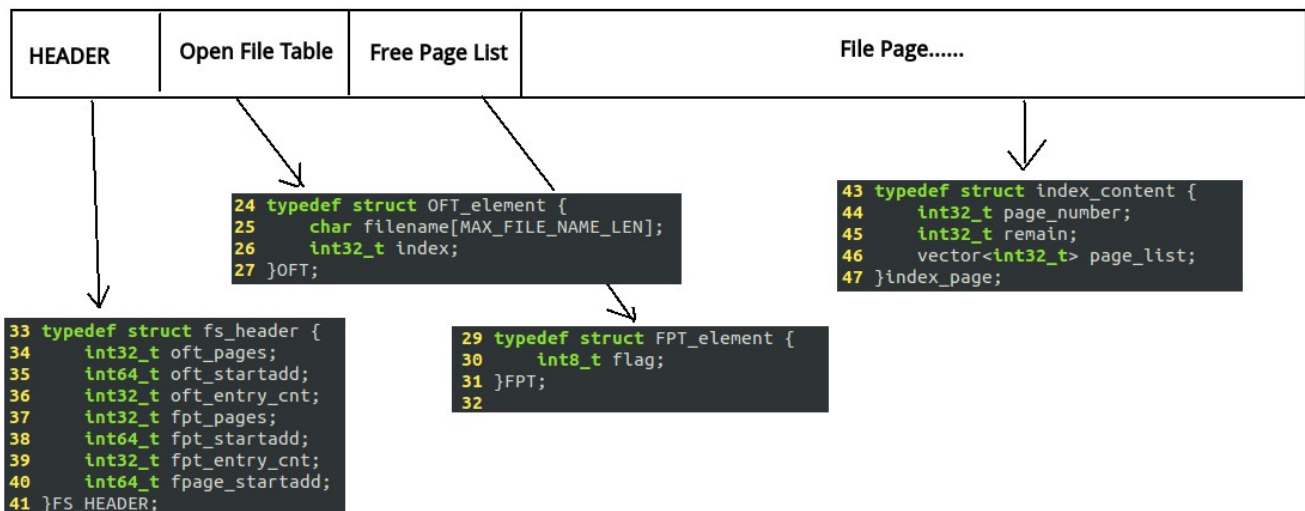 HEADER
Open File Table
Free Page List
File Page......
24 typedef struct OFT_element {
25     char filename[MAX_FILE_NAME_LEN];
26     int32_t index;
27 }OFT;
43 typedef struct index_content {
44     int32_t page_number;
45     int32_t remain;
46     vector<int32_t> page_list;
47 }index_page;
33 typedef struct fs_header {
34     int32_t oft_pages;
35     int64_t oft_startadd;
36     int32_t oft_entry_cnt;
37     int32_t fpt_pages;
38     int64_t fpt_startadd;
39     int32_t fpt_entry_cnt;
40     int64_t fpage_startadd;
41 }FS_HEADER;
29 typedef struct FPT_element {
30     int8_t flag;
31 }FPT;
32